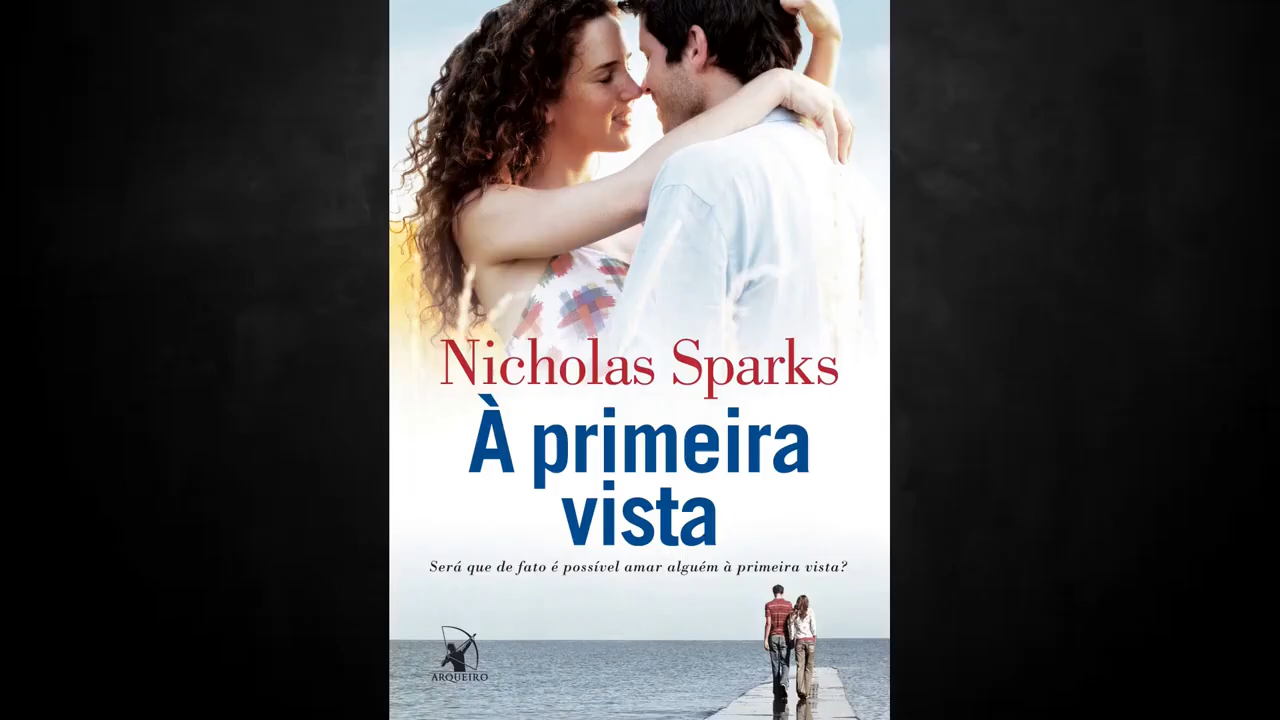 Nicholas Sparks
À primeira
vista
Será que de fato é possível amar alguém à primeira vista?
ARQUEIRO